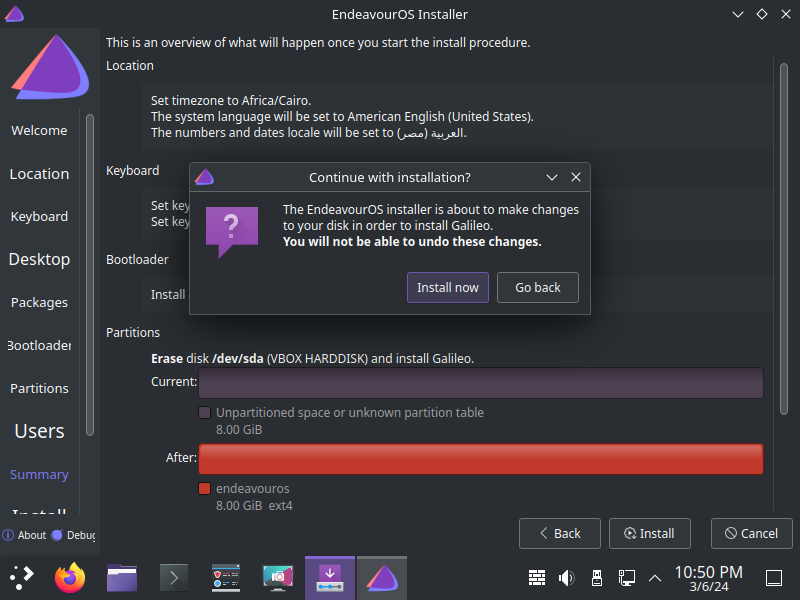 EndeavourOS Installer
This is an overview of what will happen once you start the install procedure.
Location
Set timezone to Africa/Cairo.
The system language will be set to American English (United States).
The numbers and dates locale will be set to العربية (مصر).
Welcome
Location
Keyboard
Desktop
Packages
Bootloader
Partitions
Users
Summary
Install
About
Debug
Keyboard
Set key
Set key
Bootloader
Install
Continue with installation?
The EndeavourOS installer is about to make changes
to your disk in order to install Galileo.
You will not be able to undo these changes.
Install now
Go back
Partitions
Erase disk /dev/sda (VBOX HARDDISK) and install Galileo.
Current:
Unpartitioned space or unknown partition table
8.00 GiB
After:
endeavouros
8.00 GiB ext4
Back
Install
Cancel
10:50 PM
3/6/24